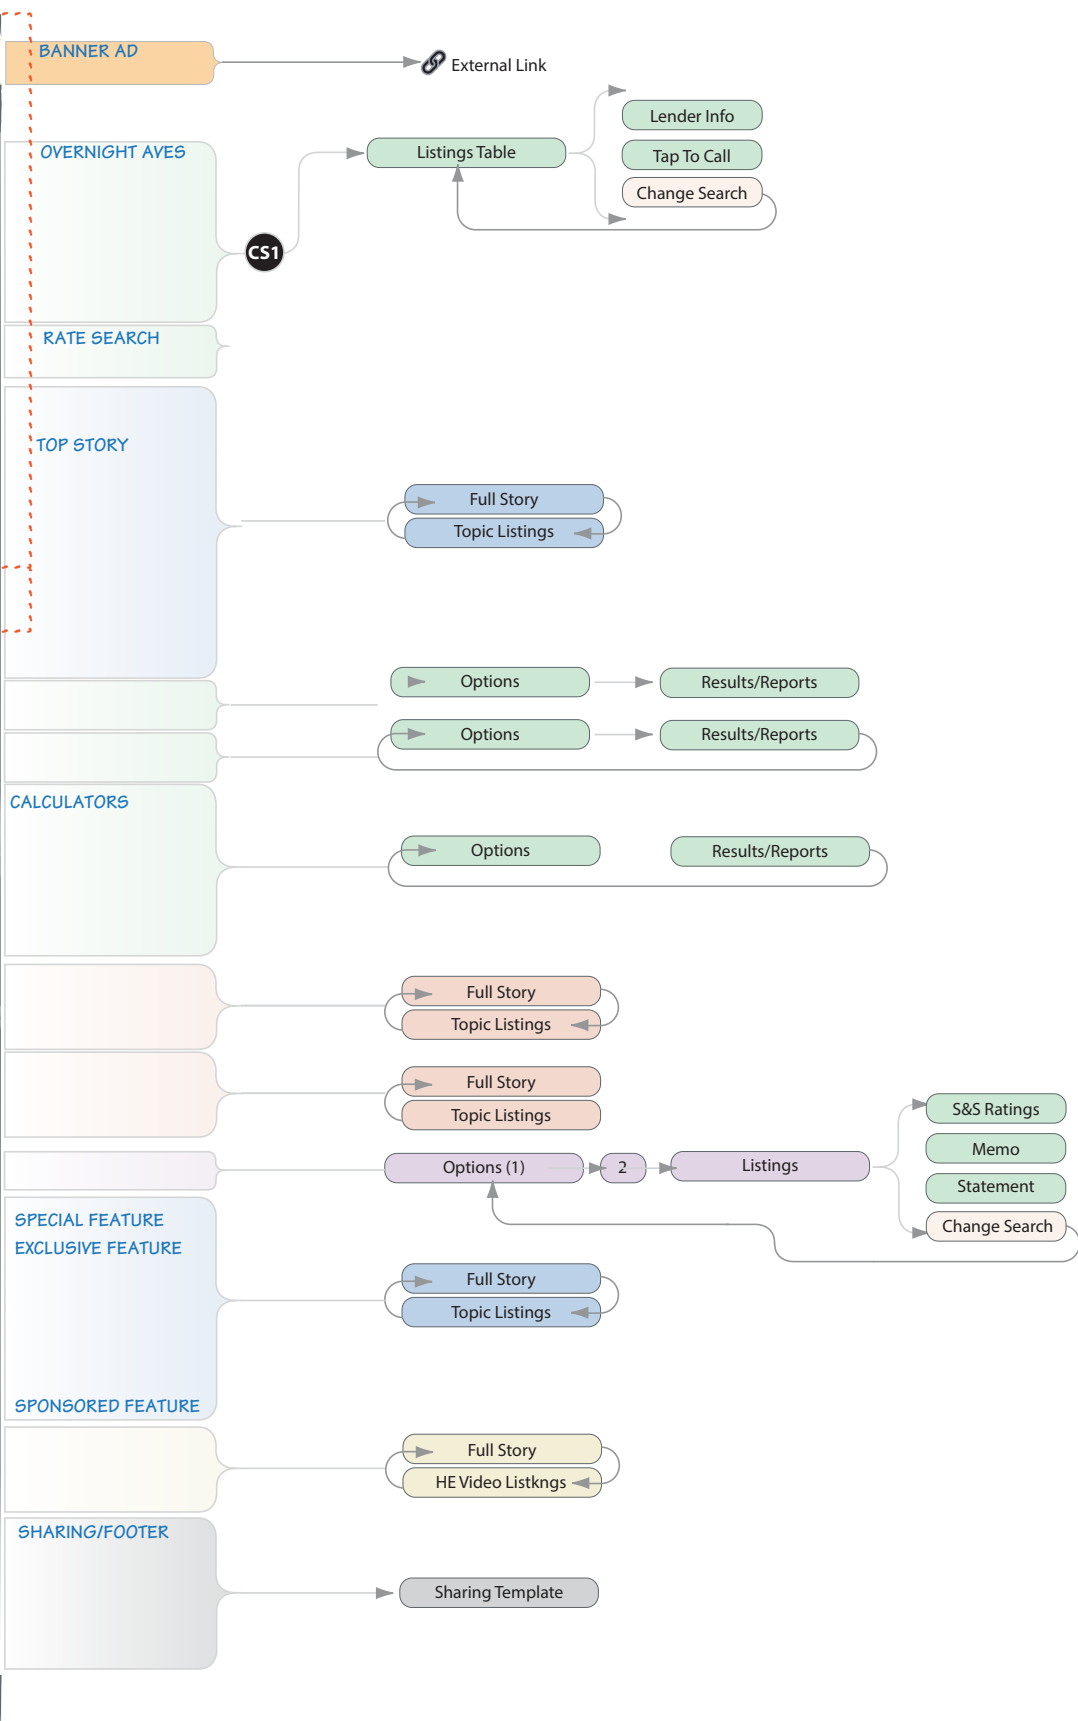 BANNER AD
External Link
Lender Info
OVERNIGHT AVES
Listings Table
Tap To Call
Change Search
CS1
RATE SEARCH
TOP STORY
Full Story
Topic Listings
Options
Results/Reports
Options
Results/Reports
CALCULATORS
Options
Results/Reports
Full Story
Topic Listings
Full Story
Topic Listings
S&S Ratings
Memo
Options (1)
2
Listings
Statement
SPECIAL FEATURE
Change Search
EXCLUSIVE FEATURE
Full Story
Topic Listings
SPONSORED FEATURE
Full Story
HE Video Listkngs
SHARING/FOOTER
Sharing Template